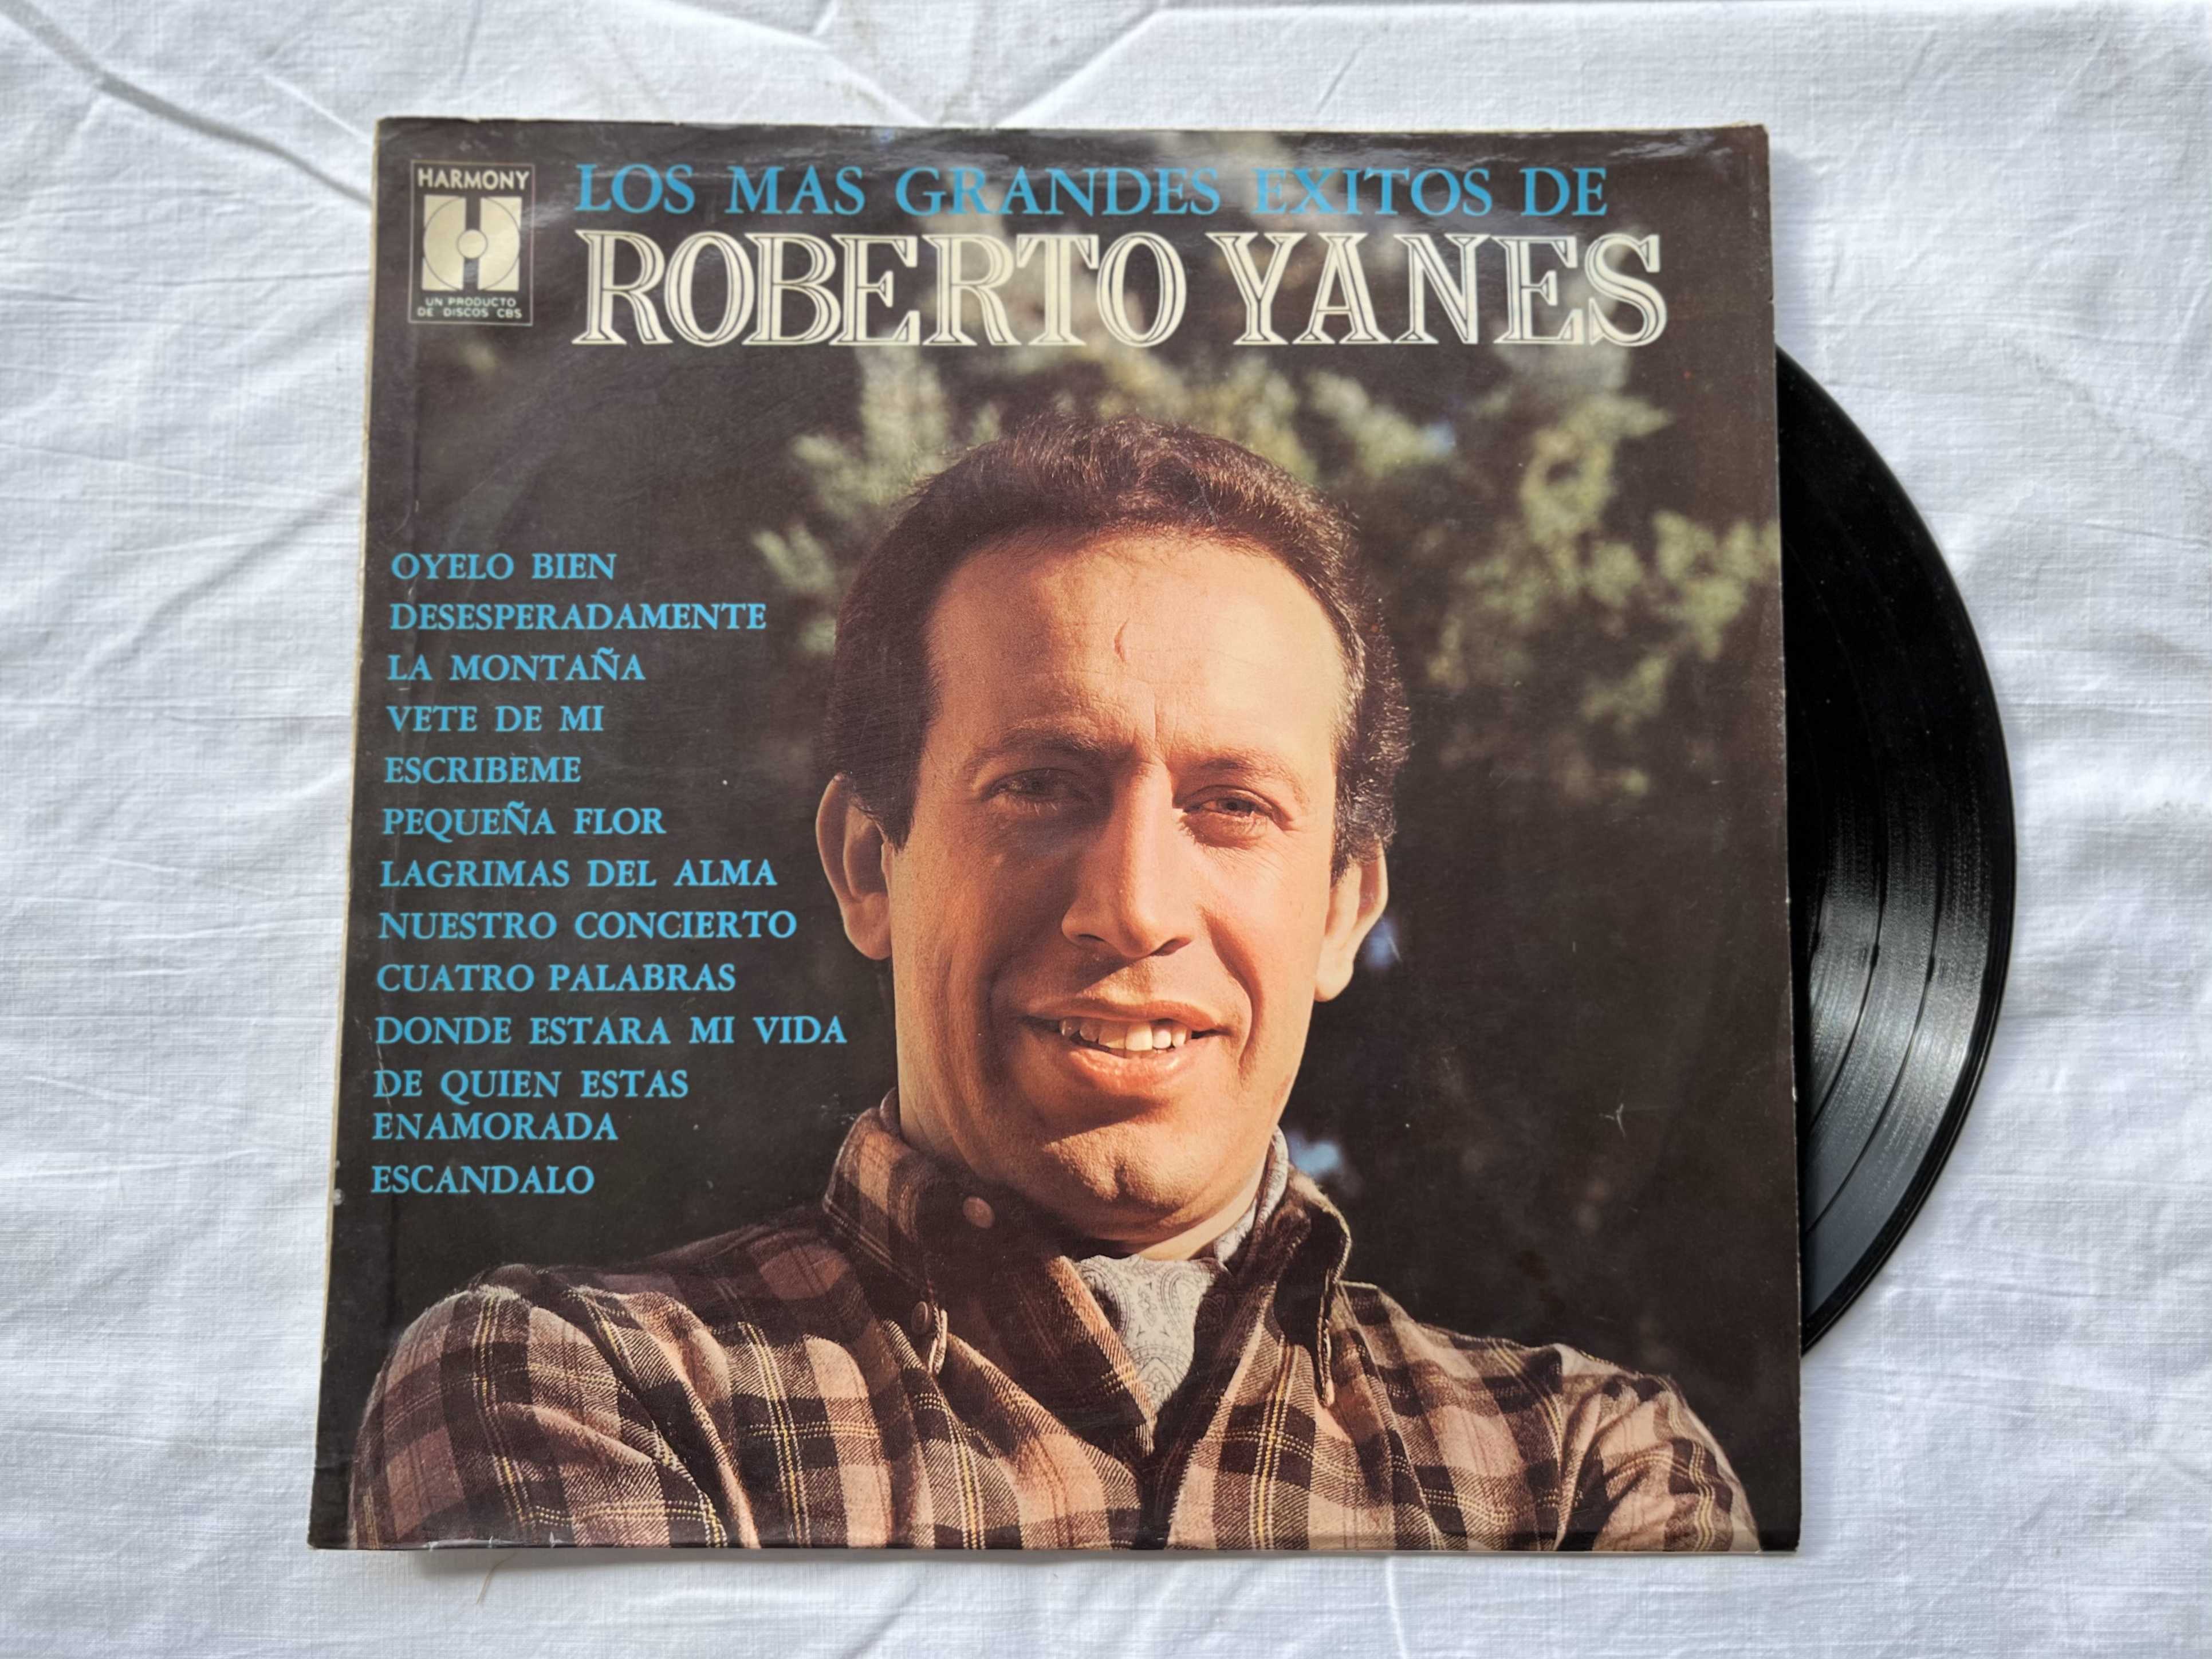 HARMONY
H
UN PRODUCTO
DE DISCOS CBS
LOS MAS GRANDES EXITOS DE
ROBERTO YANES
OYELO BIEN
DESESPERADAMENTE
LA MONTAÑA
VETE DE MI
ESCRIBEME
PEQUEÑA FLOR
LAGRIMAS DEL ALMA
NUESTRO CONCIERTO
CUATRO PALABRAS
DONDE ESTARA MI VIDA
DE QUIEN ESTAS
ENAMORADA
ESCANDALO